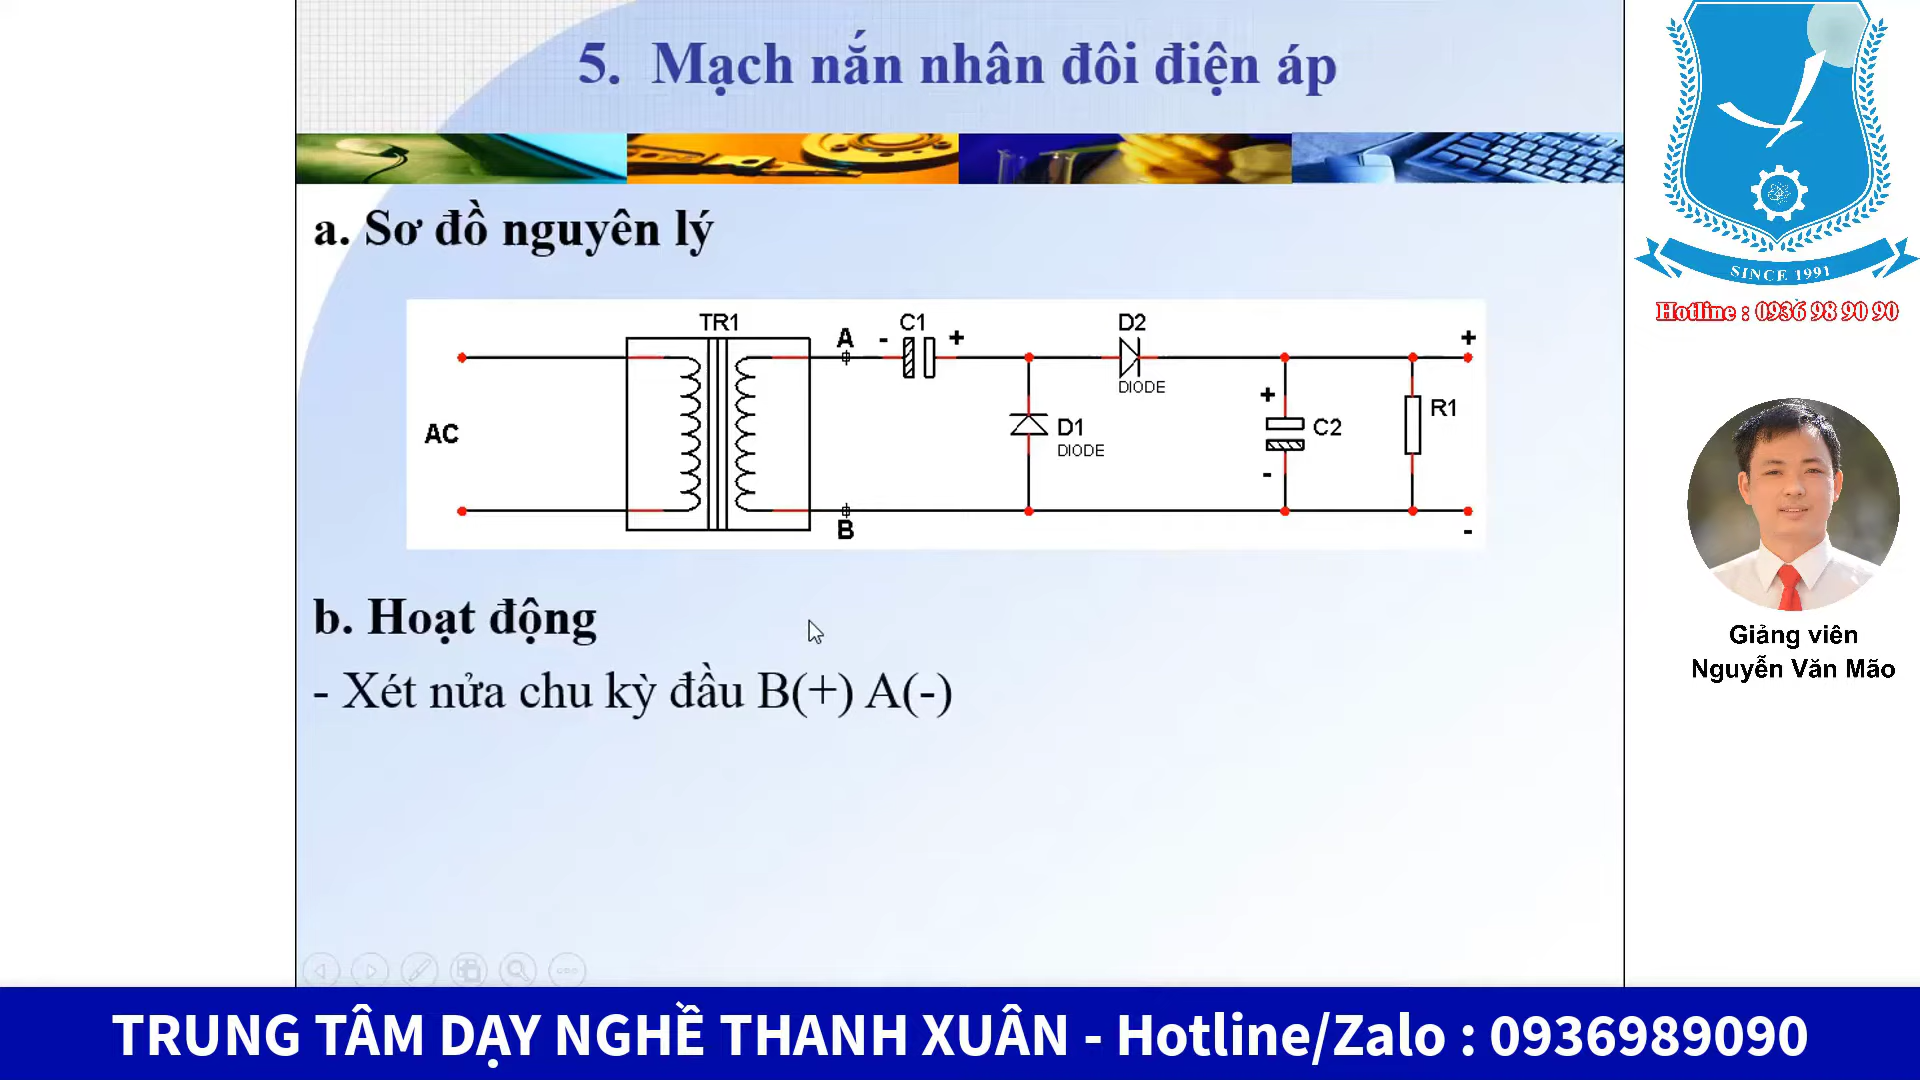 5. Mạch nắn nhân đôi điện áp
a. Sơ đồ nguyên lý
TR1
A
-
C1
+
D2
DIODE
+
AC
D1
DIODE
+
C2
-
R1
B
-
b. Hoạt động
- Xét nửa chu kỳ đầu B(+) A(-)
SINCE 1991
Hotline : 0936 98 90 90
Giảng viên
Nguyễn Văn Mão
TRUNG TÂM DẠY NGHỀ THANH XUÂN - Hotline/Zalo : 0936989090